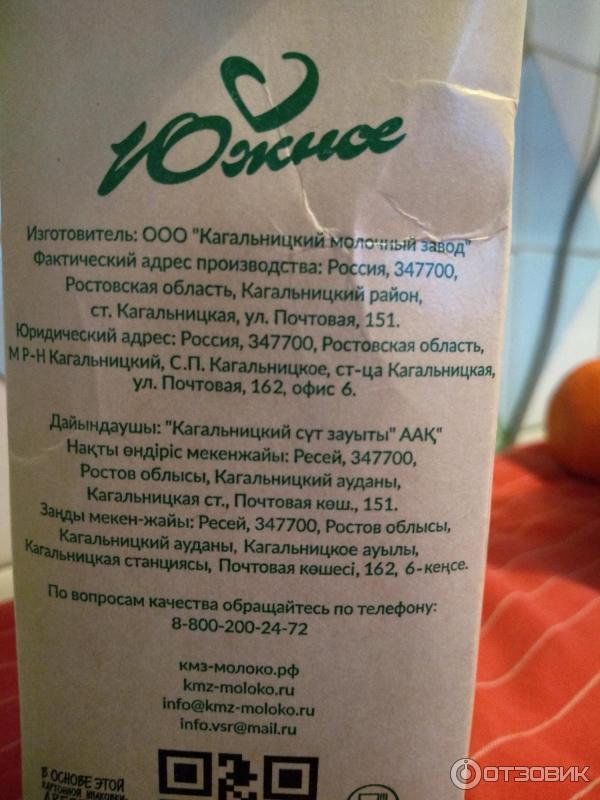 Южное
Изготовитель: ООО "Кагальницкий молочный завод"
Фактический адрес производства: Россия, 347700,
Ростовская область, Кагальницкий район,
ст. Кагальницкая, ул. Почтовая, 151.
Юридический адрес: Россия, 347700, Ростовская область,
М Р-Н Кагальницкий, С.П. Кагальницкое, ст-ца Кагальницкая,
ул. Почтовая, 162, офис 6.
Дайындаушы: "Кагальницкий сүт зауыты" ААҚ"
Нақты өндіріс мекенжайы: Ресей, 347700,
Ростов облысы, Кагальницкий ауданы,
Кагальницкая ст., Почтовая көш., 151.
Заңды мекен-жайы: Ресей, 347700, Ростов облысы,
Кагальницкий ауданы, Кагальницкое ауылы,
Кагальницкая станциясы, Почтовая көшесі, 162, 6-кеңсе.
По вопросам качества обращайтесь по телефону:
8-800-200-24-72
кмз-молоко.рф
kmz-moloko.ru
info@kmz-moloko.ru
info.vsr@mail.ru
В ОСНОВЕ ЭТОЙ
КАРТОННОЙ УПАКОВКИ
ОТЗОВИК